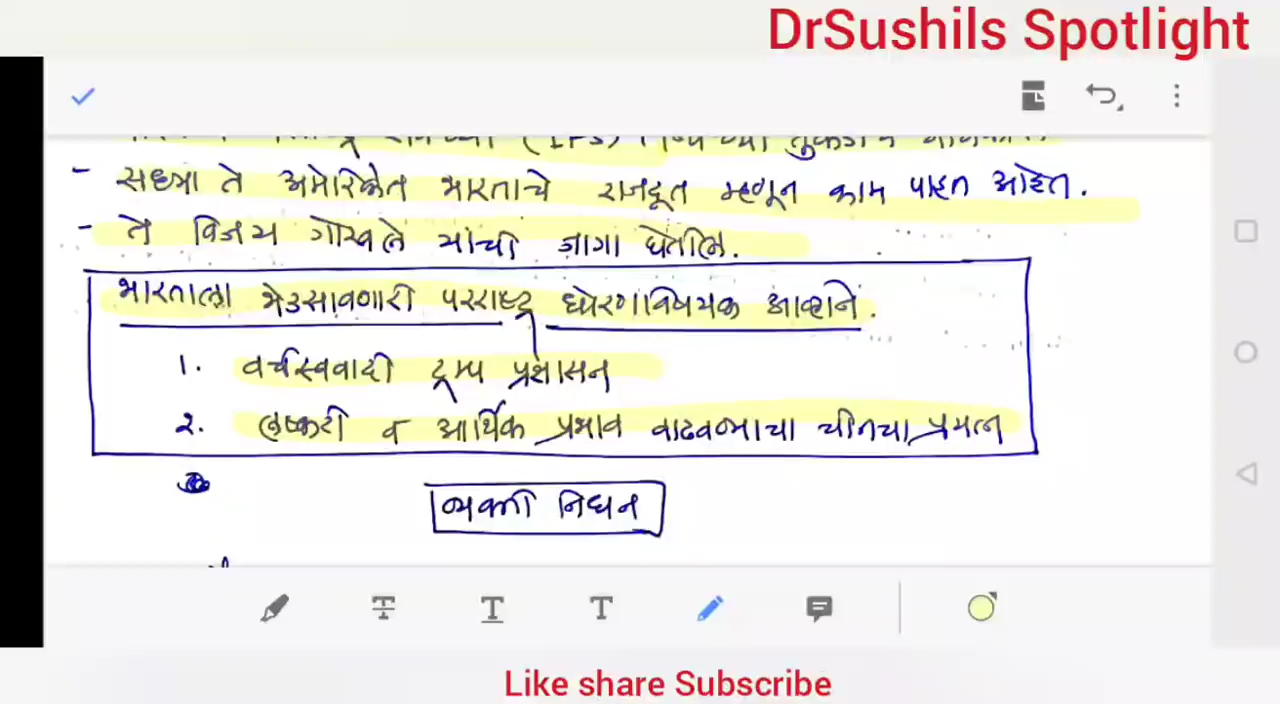 DrSushils Spotlight
(IFS) तुकडीचे
- सध्या ते अमेरिकेत भारताचे राजदूत म्हणून काम पाहत आहेत.
- ते विजय गोखले यांची जागा घेतील.
भारताला भेडसावणारी परराष्ट्र धोरणविषयक आव्हाने.
1. वर्चस्ववादी ट्रम्प प्रशासन
2. लष्करी व आर्थिक प्रभाव वाढवण्याचा चीनचा प्रयत्न
व्यक्ती निधन
Like share Subscribe